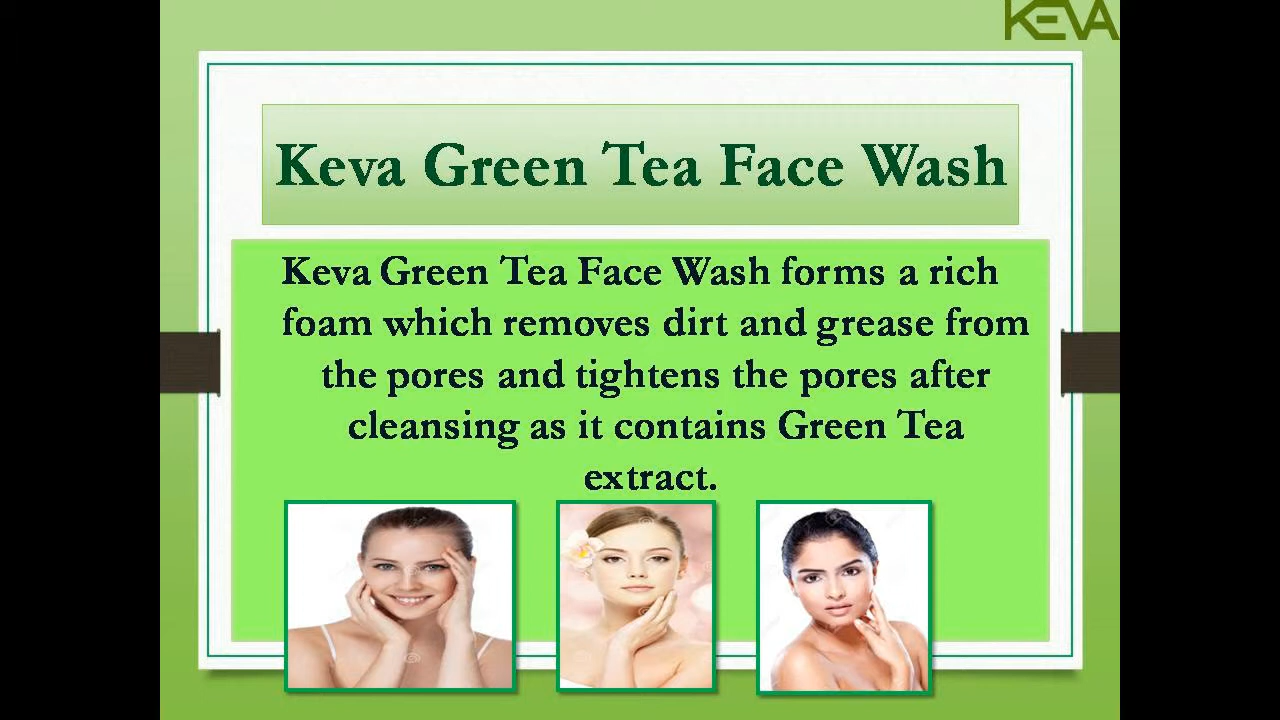 KEVA
Keva Green Tea Face Wash
Keva Green Tea Face Wash forms a rich
foam which removes dirt and grease from
the pores and tightens the pores after
cleansing as it contains Green Tea
extract.